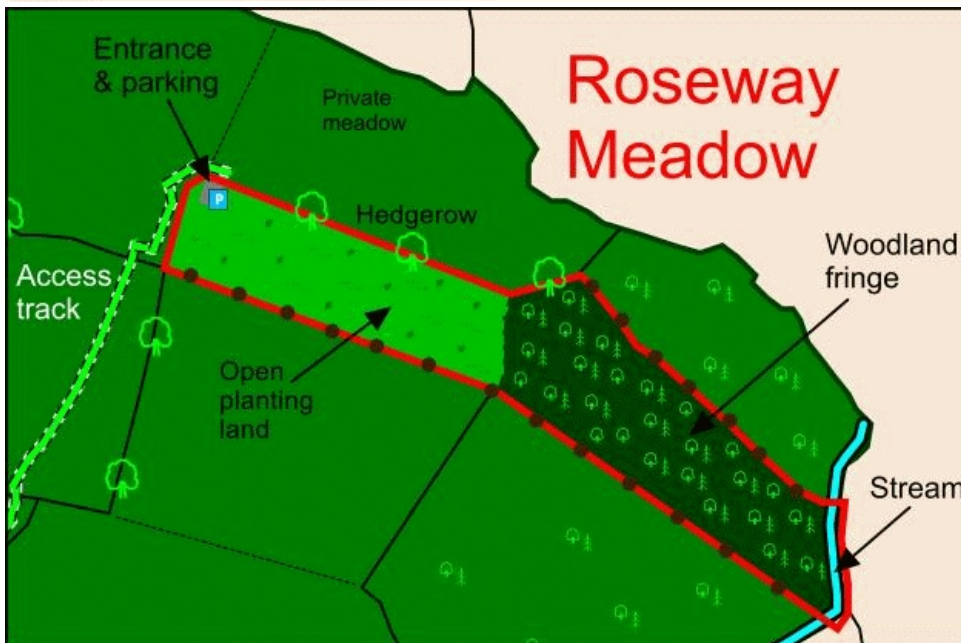 Roseway
Meadow
Entrance
& parking
Private
meadow
P
Hedgerow
Woodland
fringe
Access
track
Open
planting
land
Stream